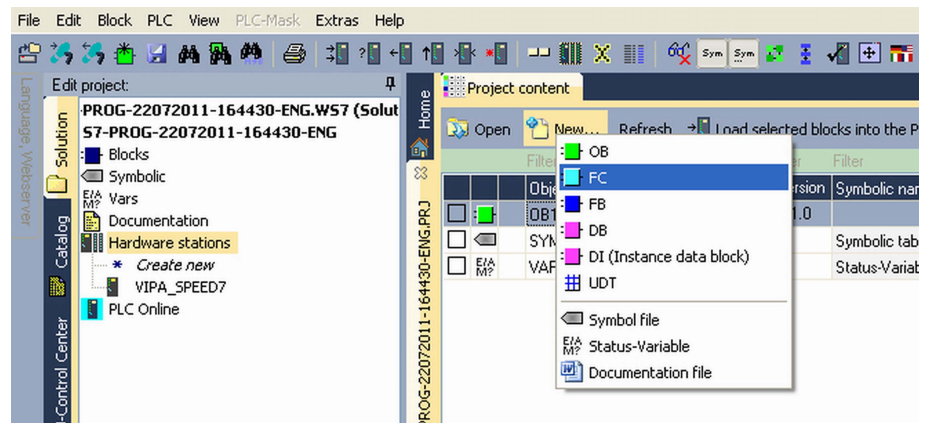 File Edit Block PLC View PLC-Mask Extras Help
Sym Sym
Language, Webserver
Solution
Catalog
-Control Center
Edit project:
-PROG-22072011-164430-ENG.WS7 (Solut
S7-PROG-22072011-164430-ENG
Blocks
Symbolic
E/A M? Vars
Documentation
Hardware stations
* Create new
VIPA_SPEED7
PLC Online
Home
PROG-22072011-164430-ENG.PRJ
Project content
Open New... Refresh Load selected blocks into the P
Filter er Filter
Obje rsion Symbolic nam
OB1 1.0
SYM Symbolic tab
E/A M? VAR Status-Variab
OB
FC
FB
DB
DI (Instance data block)
UDT
Symbol file
E/A M? Status-Variable
Documentation file